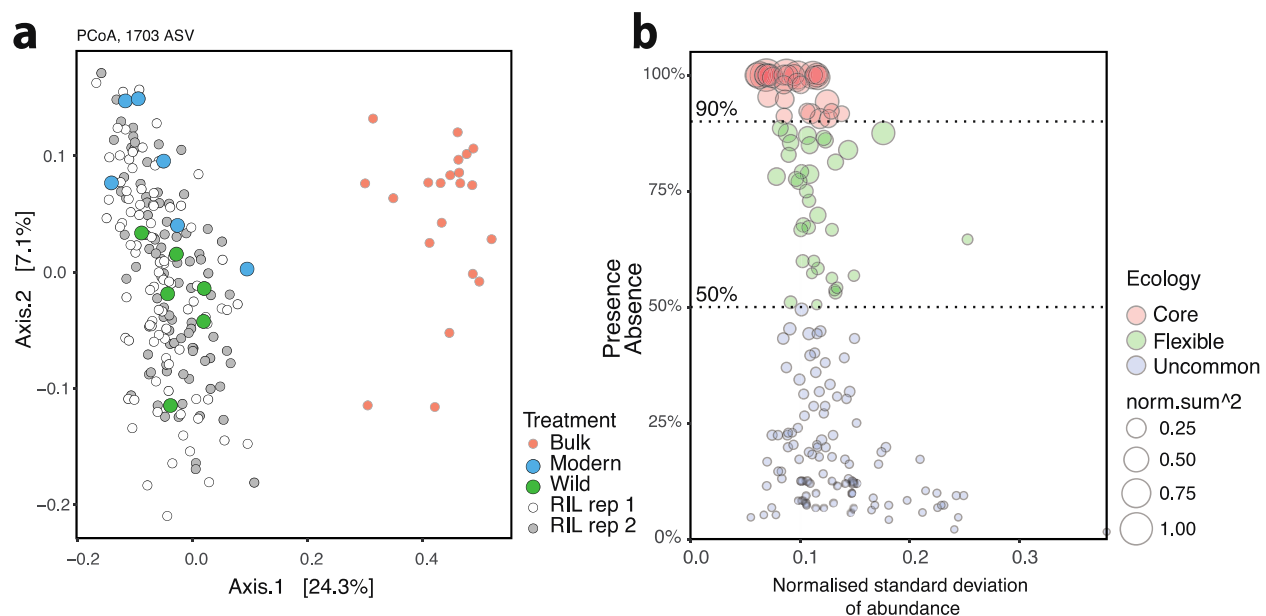 a
PCoA, 1703 ASV
Axis.2 [7.1%]
0.1
0.0
−0.1
−0.2
−0.2
0.0
0.2
0.4
Axis.1 [24.3%]
Treatment
Bulk
Modern
Wild
RIL rep 1
RIL rep 2
b
Presence
Absence
100%
75%
50%
25%
0%
90%
50%
0.0
0.1
0.2
0.3
Normalised standard deviation
of abundance
Ecology
Core
Flexible
Uncommon
norm.sum^2
0.25
0.50
0.75
1.00